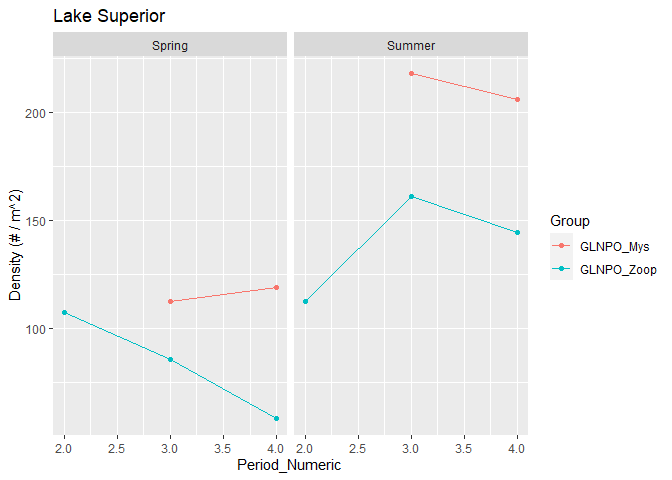 Lake Superior
Spring
Summer
Density (# / m^2)
200
150
100
2.0 2.5 3.0 3.5 4.0
2.0 2.5 3.0 3.5 4.0
Period_Numeric
Group
GLNPO_Mys
GLNPO_Zoop